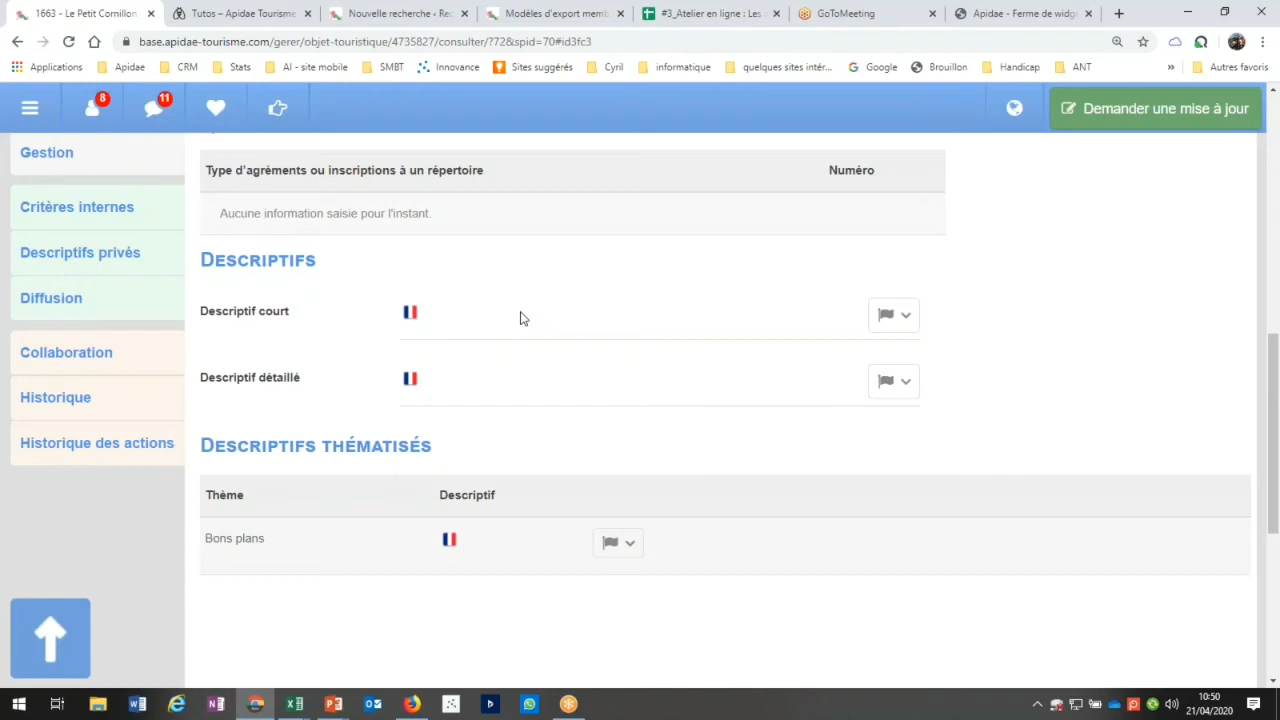 1663 - Le Petit Cornillon
Tutos – Apidae Tourisme
Nouvelle recherche - Rec
Modèles d'export memb
#3_Atelier en ligne : Les
GoToMeeting
Apidae - Ferme de widg
base.apidae-tourisme.com/gerer/objet-touristique/4735827/consulter/?72&spid=70#id3fc3
Applications
Apidae
CRM
Stats
AI - site mobile
SMBT
Innovance
Sites suggérés
Cyril
informatique
quelques sites intér...
Google
Brouillon
Handicap
ANT
»
Autres favoris
8
11
Demander une mise à jour
Gestion
Critères internes
Descriptifs privés
Diffusion
Collaboration
Historique
Historique des actions
Type d'agréments ou inscriptions à un répertoire Numéro
Aucune information saisie pour l'instant.
Descriptifs
Descriptif court
Descriptif détaillé
Descriptifs thématisés
Thème Descriptif
Bons plans
10:50
21/04/2020